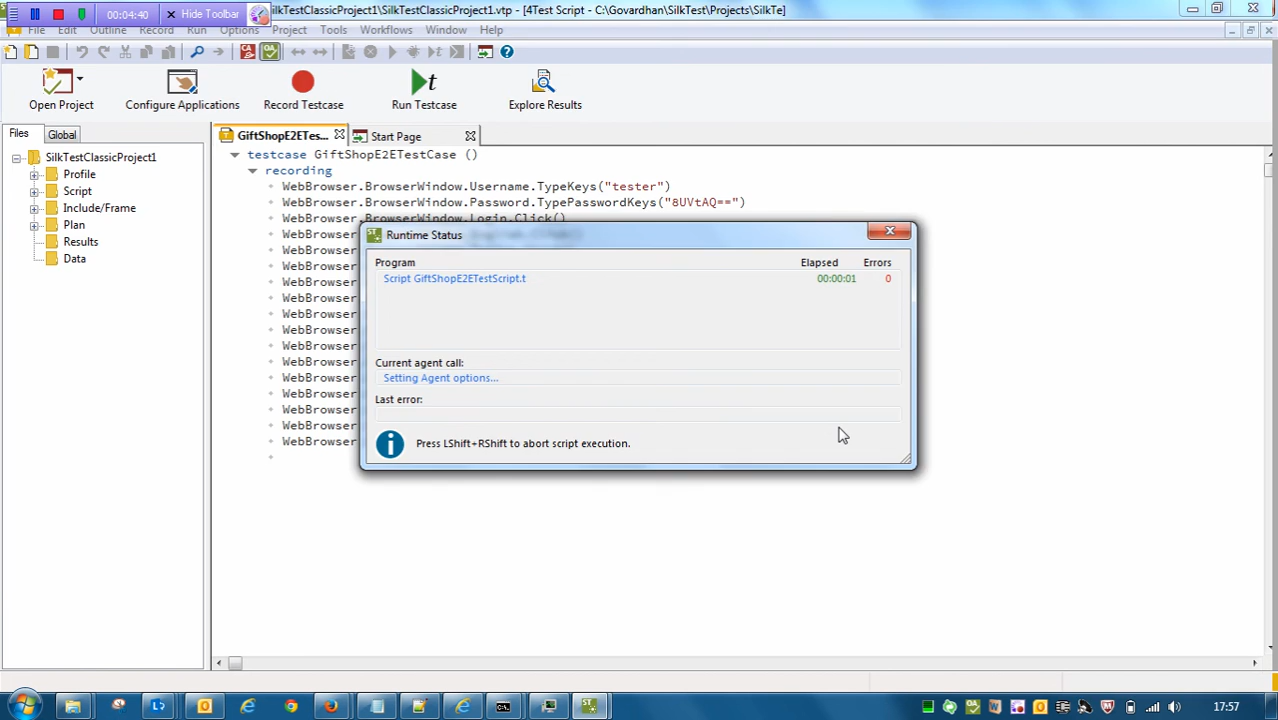 00:04:40 Hide Toolbar ilkTestClassicProject1\SilkTestClassicProject1.vtp - [4Test Script - C:\Govardhan\SilkTest\Projects\SilkTe]
File Edit Outline Record Run Options Project Tools Workflows Window Help
Open Project Configure Applications Record Testcase Run Testcase Explore Results
Files Global GiftShopE2ETes... Start Page
SilkTestClassicProject1
Profile
Script
Include/Frame
Plan
Results
Data
testcase GiftShopE2ETestCase ()
recording
WebBrowser.BrowserWindow.Username.TypeKeys("tester")
WebBrowser.BrowserWindow.Password.TypePasswordKeys("8UVtAQ==")
WebBrowser.BrowserWindow.Login.Click()
WebBrowser
WebBrowser
WebBrowser
WebBrowser
WebBrowser
WebBrowser
WebBrowser
WebBrowser
WebBrowser
WebBrowser
WebBrowser
WebBrowser
WebBrowser
WebBrowser
Runtime Status
Program Elapsed Errors
Script GiftShopE2ETestScript.t 00:00:01 0
Current agent call:
Setting Agent options...
Last error:
Press LShift+RShift to abort script execution.
17:57